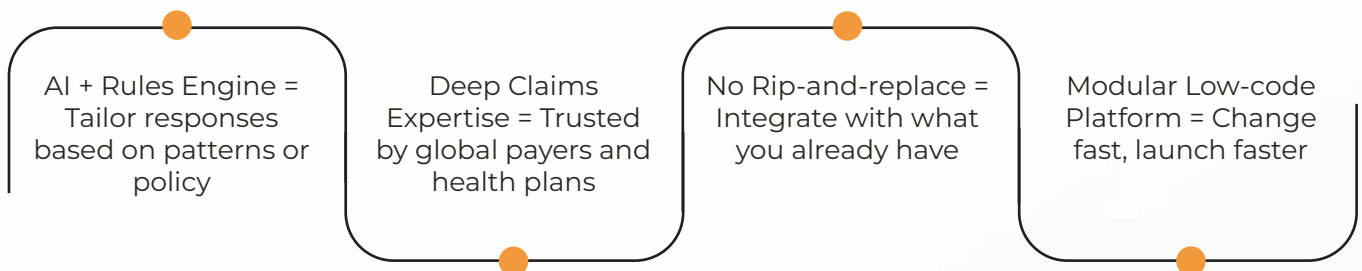 AI + Rules Engine =
Tailor responses
based on patterns or
policy
Deep Claims
Expertise = Trusted
by global payers and
health plans
No Rip-and-replace =
Integrate with what
you already have
Modular Low-code
Platform = Change
fast, launch faster